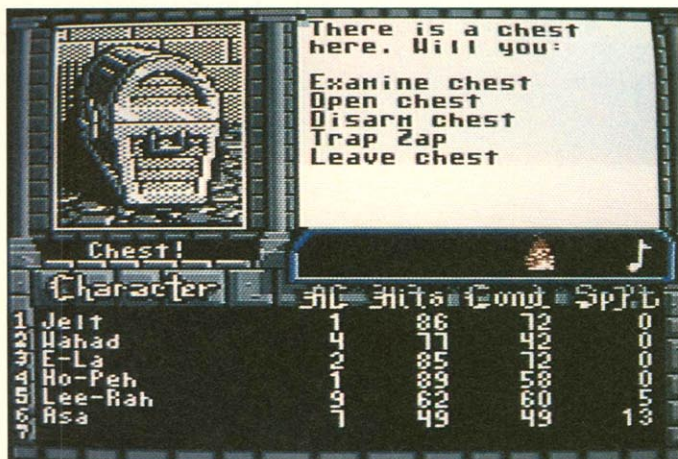 There is a chest
here. Will you:
Examine chest
Open chest
Disarm chest
Trap Zap
Leave chest
Chest!
Character AC Hits Cond SpPt
1 Jelt 1 86 72 0
2 Wahad 4 77 42 0
3 E-La 2 85 72 0
4 Ho-Peh 1 89 58 0
5 Lee-Rah 9 62 60 5
6 Asa 7 49 49 13
7